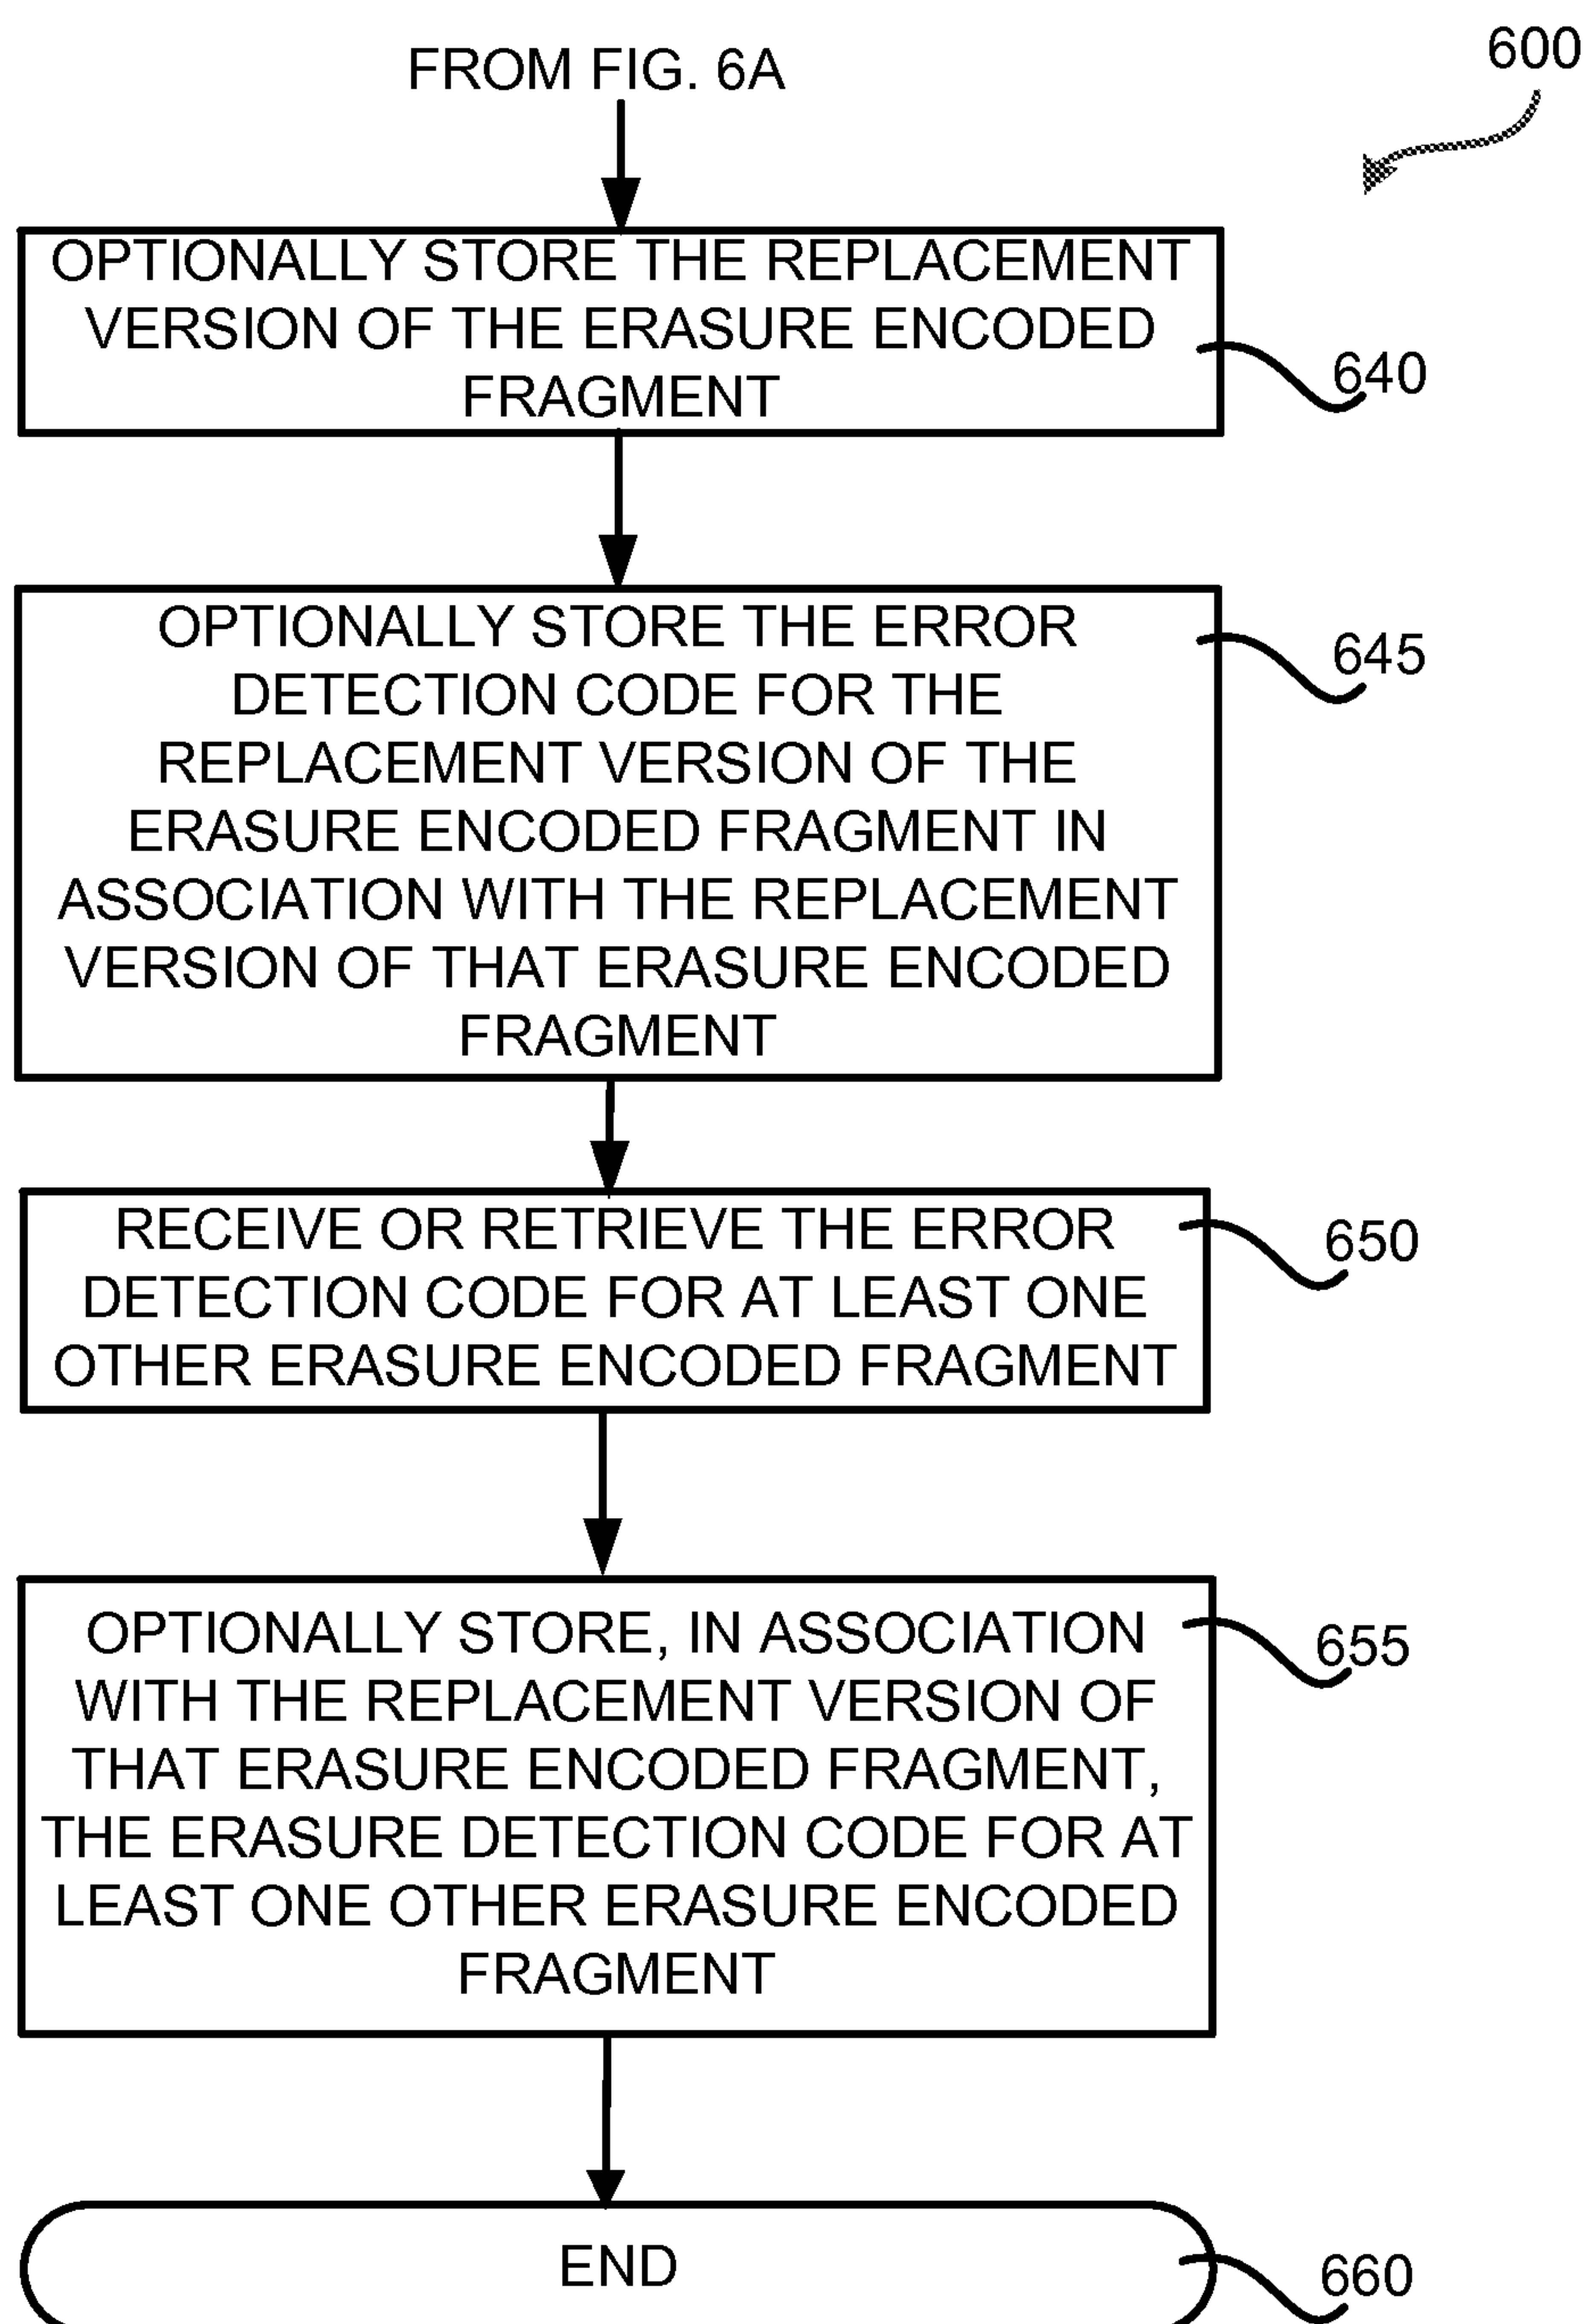 FROM FIG. 6A
600
OPTIONALLY STORE THE REPLACEMENT
VERSION OF THE ERASURE ENCODED
FRAGMENT
640
OPTIONALLY STORE THE ERROR
DETECTION CODE FOR THE
REPLACEMENT VERSION OF THE
ERASURE ENCODED FRAGMENT IN
ASSOCIATION WITH THE REPLACEMENT
VERSION OF THAT ERASURE ENCODED
FRAGMENT
645
RECEIVE OR RETRIEVE THE ERROR
DETECTION CODE FOR AT LEAST ONE
OTHER ERASURE ENCODED FRAGMENT
650
OPTIONALLY STORE, IN ASSOCIATION
WITH THE REPLACEMENT VERSION OF
THAT ERASURE ENCODED FRAGMENT,
THE ERASURE DETECTION CODE FOR AT
LEAST ONE OTHER ERASURE ENCODED
FRAGMENT
655
END
660